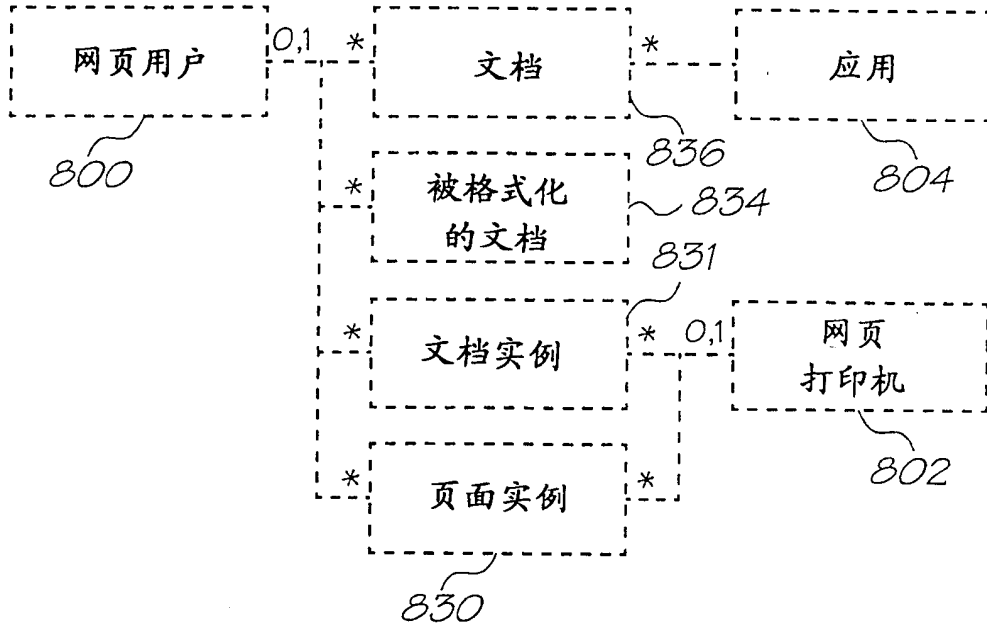 网页用户
0,1
*
文档
*
应用
800
836
804
*
被格式化
的文档
834
831
*
文档实例
*
0,1
网页
打印机
802
*
页面实例
*
830